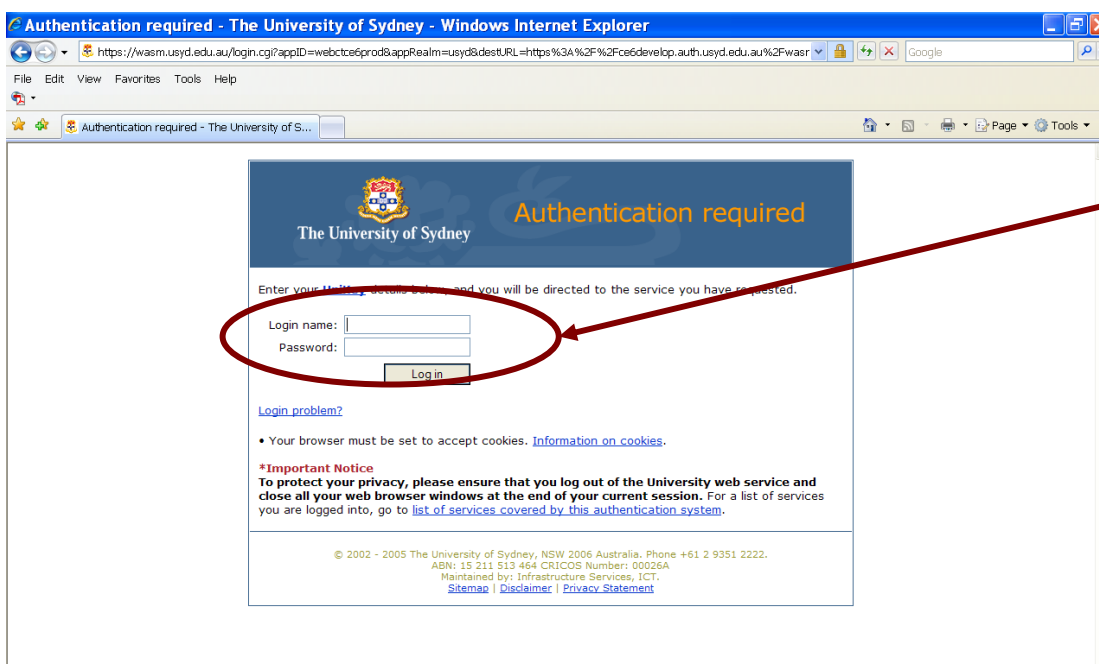 Authentication required - The University of Sydney - Windows Internet Explorer
https://wasm.usyd.edu.au/login.cgi?appID=webctce6prod&appRealm=usyd&destURL=https%3A%2F%2Fce6develop.auth.usyd.edu.au%2Fwasr
Google
File Edit View Favorites Tools Help
Authentication required - The University of S...
Page Tools
The University of Sydney
Authentication required
Enter your UniKey details below, and you will be directed to the service you have requested.
Login name:
Password:
Log in
Login problem?
• Your browser must be set to accept cookies. Information on cookies.
*Important Notice
To protect your privacy, please ensure that you log out of the University web service and
close all your web browser windows at the end of your current session. For a list of services
you are logged into, go to list of services covered by this authentication system.
© 2002 - 2005 The University of Sydney, NSW 2006 Australia. Phone +61 2 9351 2222.
ABN: 15 211 513 464 CRICOS Number: 00026A
Maintained by: Infrastructure Services, ICT.
Sitemap | Disclaimer | Privacy Statement